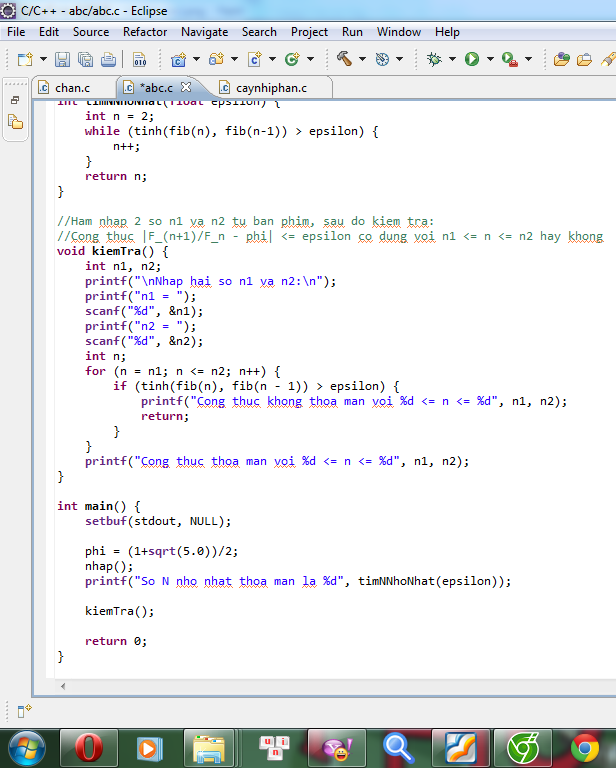 C/C++ - abc/abc.c - Eclipse
File Edit Source Refactor Navigate Search Project Run Window Help
chan.c *abc.c caynhiphan.c
int timNNhoNhat(float epsilon) {
int n = 2;
while (tinh(fib(n), fib(n-1)) > epsilon) {
n++;
}
return n;
}
//Ham nhap 2 so n1 va n2 tu ban phim, sau do kiem tra:
//Cong thuc |F_(n+1)/F_n - phi| <= epsilon co dung voi n1 <= n <= n2 hay khong
void kiemTra() {
int n1, n2;
printf("\nNhap hai so n1 va n2:\n");
printf("n1 = ");
scanf("%d", &n1);
printf("n2 = ");
scanf("%d", &n2);
int n;
for (n = n1; n <= n2; n++) {
if (tinh(fib(n), fib(n - 1)) > epsilon) {
printf("Cong thuc khong thoa man voi %d <= n <= %d", n1, n2);
return;
}
}
printf("Cong thuc thoa man voi %d <= n <= %d", n1, n2);
}
int main() {
setbuf(stdout, NULL);
phi = (1+sqrt(5.0))/2;
nhap();
printf("So N nho nhat thoa man la %d", timNNhoNhat(epsilon));
kiemTra();
return 0;
}